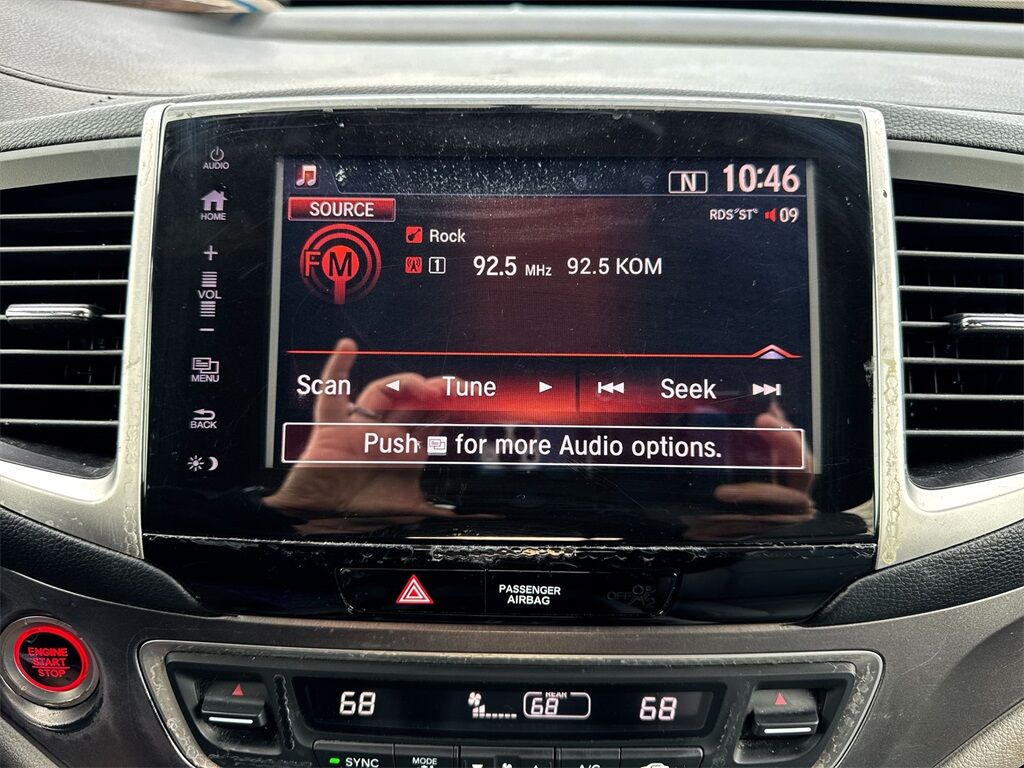 AUDIO
HOME
+
VOL
−
MENU
BACK
N 10:46
SOURCE
RDS "ST" 09
FM
Rock
1 92.5 MHz 92.5 KOM
Scan
Tune
Seek
Push for more Audio options.
PASSENGER
AIRBAG
OFF
ENGINE
START
STOP
68
REAR
68
68
SYNC
MODE
A/C